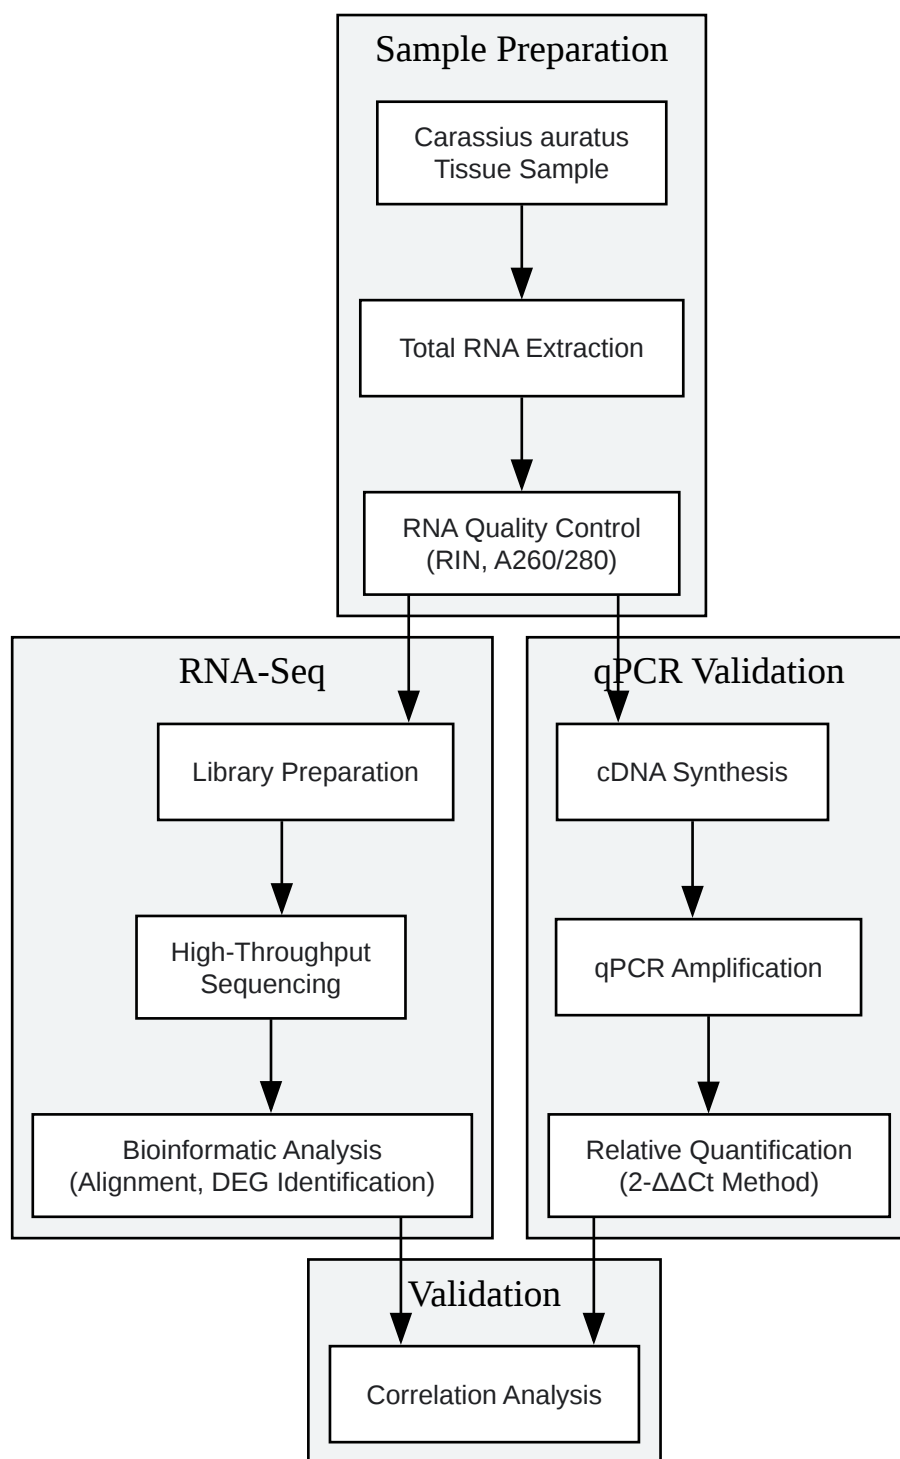 Sample Preparation
Carassius auratus
Tissue Sample
Total RNA Extraction
RNA Quality Control
(RIN, A260/280)
RNA-Seq
Library Preparation
High-Throughput
Sequencing
Bioinformatic Analysis
(Alignment, DEG Identification)
qPCR Validation
cDNA Synthesis
qPCR Amplification
Relative Quantification
(2-ΔΔCt Method)
Validation
Correlation Analysis